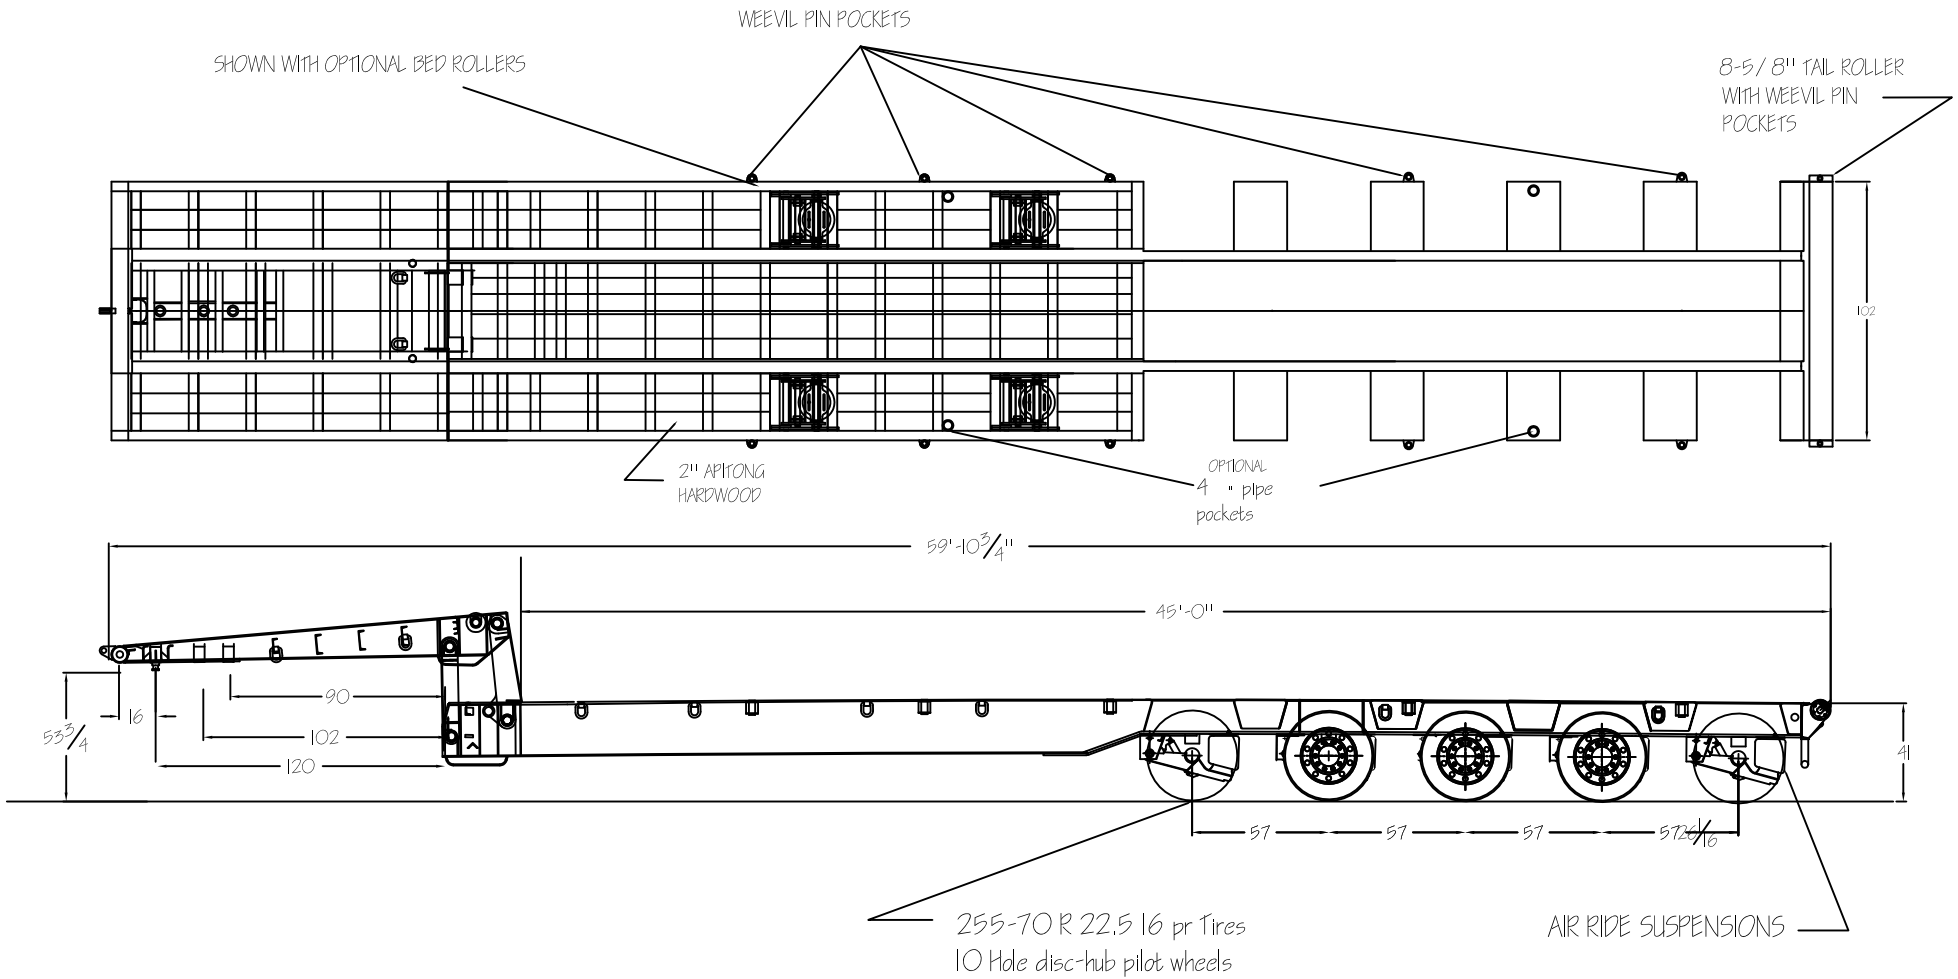 WEEVIL PIN POCKETS
SHOWN WITH OPTIONAL BED ROLLERS
8-5/8" TAIL ROLLER
WITH WEEVIL PIN
POCKETS
102
2" APITONG
HARDWOOD
OPTIONAL
4 " pipe
pockets
59'-10 3/4"
45'-0"
90
16
53 3/4
102
120
41
57
57
57
57
255-70 R 22.5 16 pr Tires
10 Hole disc-hub pilot wheels
AIR RIDE SUSPENSIONS